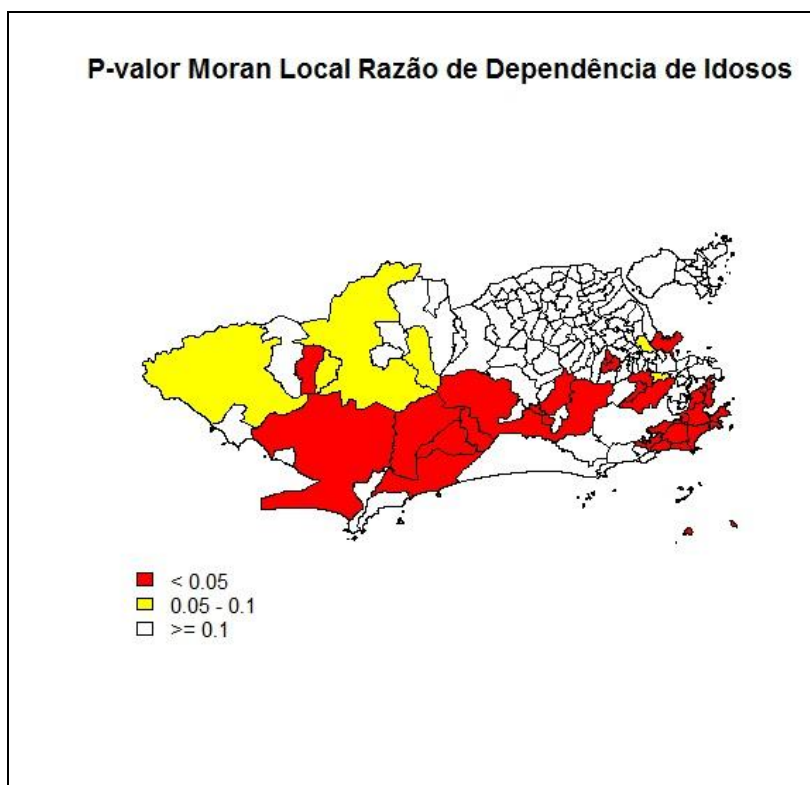 P-valor Moran Local Razão de Dependência de Idosos
< 0.05
0.05 - 0.1
>= 0.1